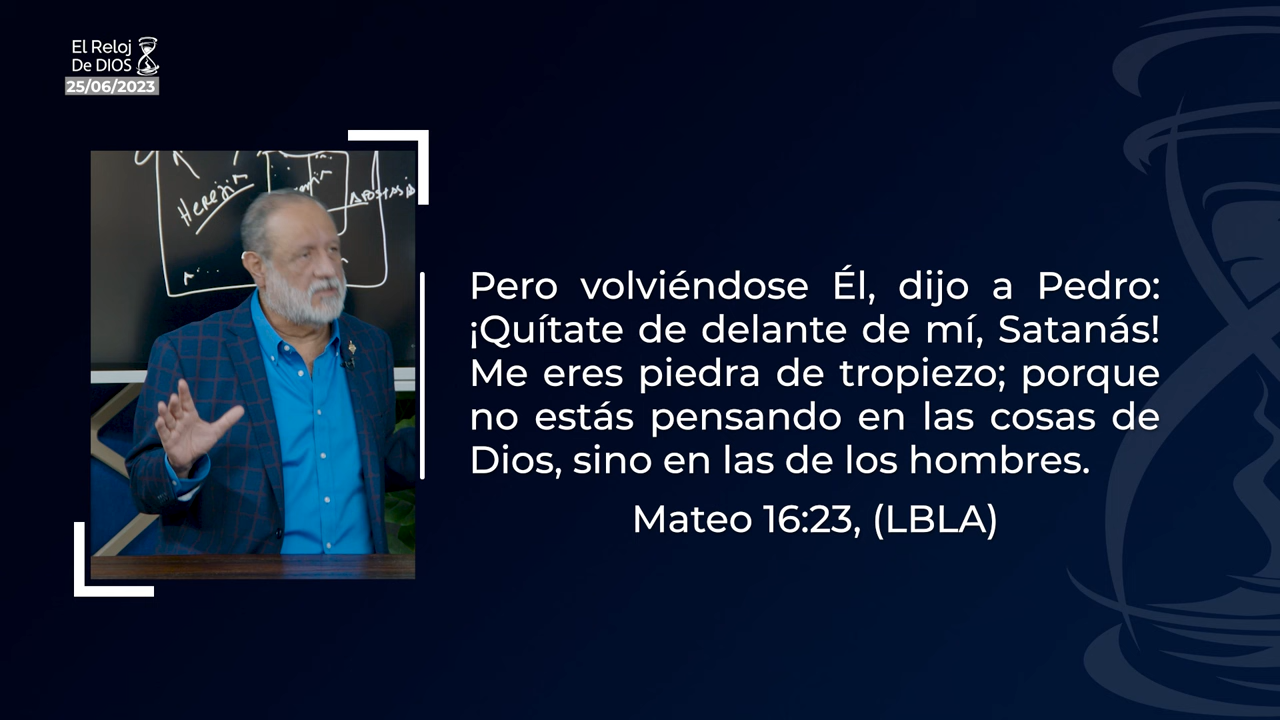 El Reloj
De DIOS
25/06/2023
Herejía
Apostasía
Pero volviéndose Él, dijo a Pedro:
¡Quítate de delante de mí, Satanás!
Me eres piedra de tropiezo; porque
no estás pensando en las cosas de
Dios, sino en las de los hombres.
Mateo 16:23, (LBLA)